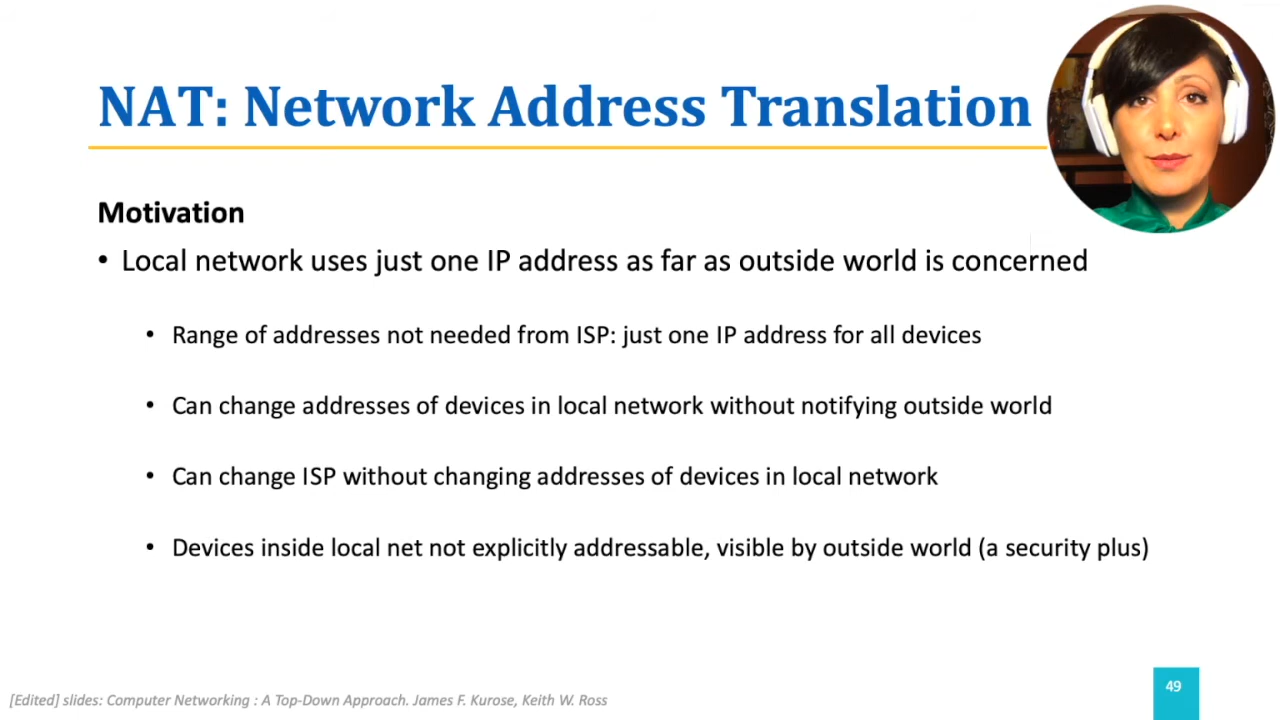 NAT: Network Address Translation
Motivation
• Local network uses just one IP address as far as outside world is concerned
• Range of addresses not needed from ISP: just one IP address for all devices
• Can change addresses of devices in local network without notifying outside world
• Can change ISP without changing addresses of devices in local network
• Devices inside local net not explicitly addressable, visible by outside world (a security plus)
[Edited] slides: Computer Networking : A Top-Down Approach. James F. Kurose, Keith W. Ross
49